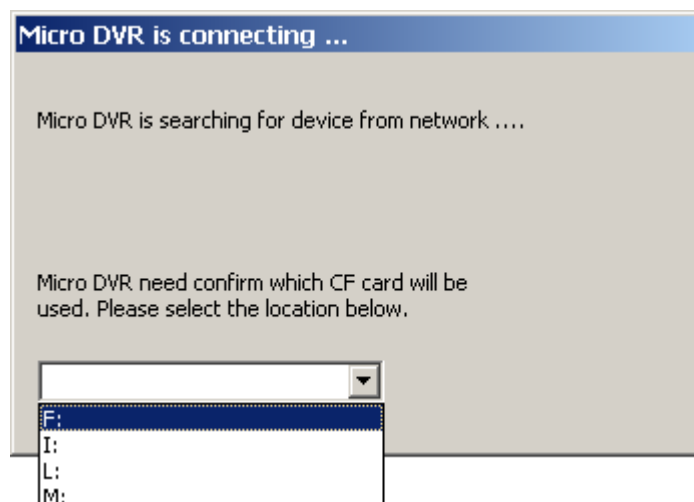 Micro DVR is connecting ...
Micro DVR is searching for device from network ....
Micro DVR need confirm which CF card will be
used. Please select the location below.
F:
I:
L:
M: